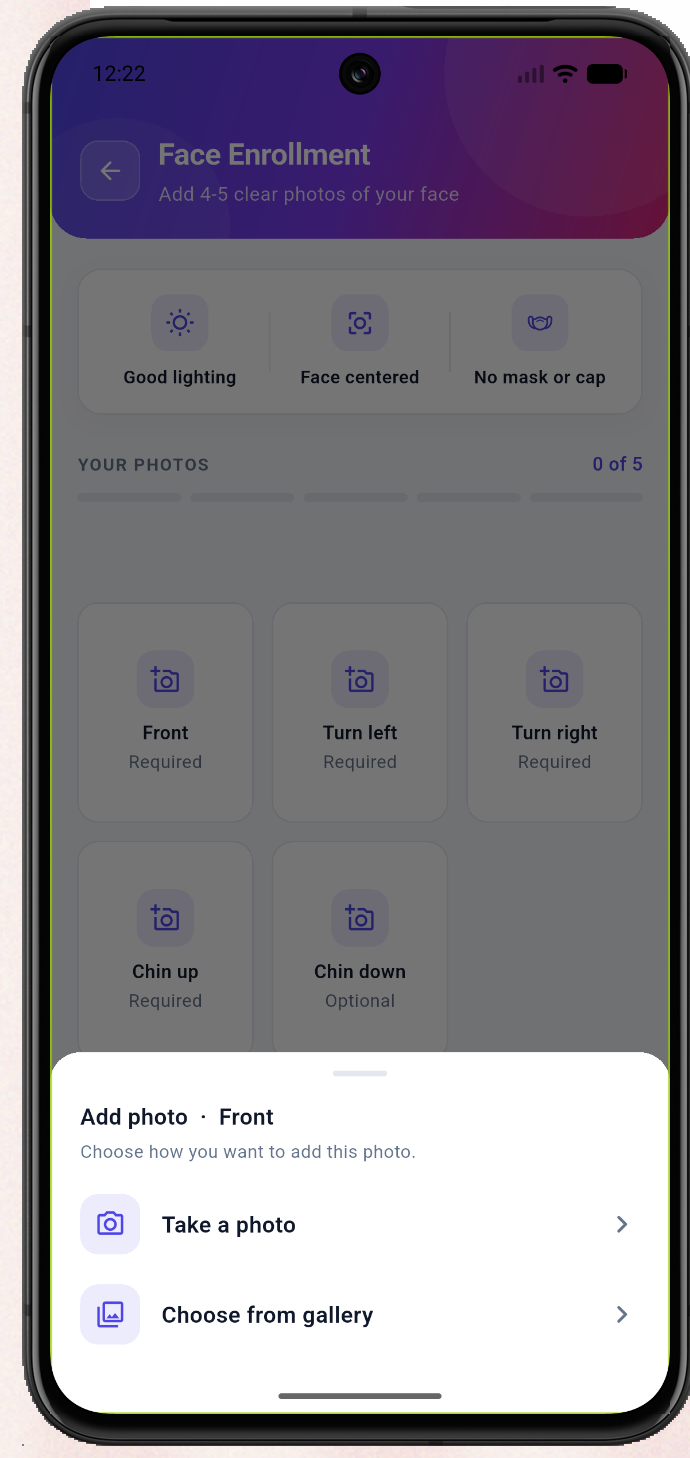 12:22
Face Enrollment
Add 4-5 clear photos of your face
Good lighting
Face centered
No mask or cap
YOUR PHOTOS
0 of 5
Front
Required
Turn left
Required
Turn right
Required
Chin up
Required
Chin down
Optional
Add photo · Front
Choose how you want to add this photo.
Take a photo
Choose from gallery